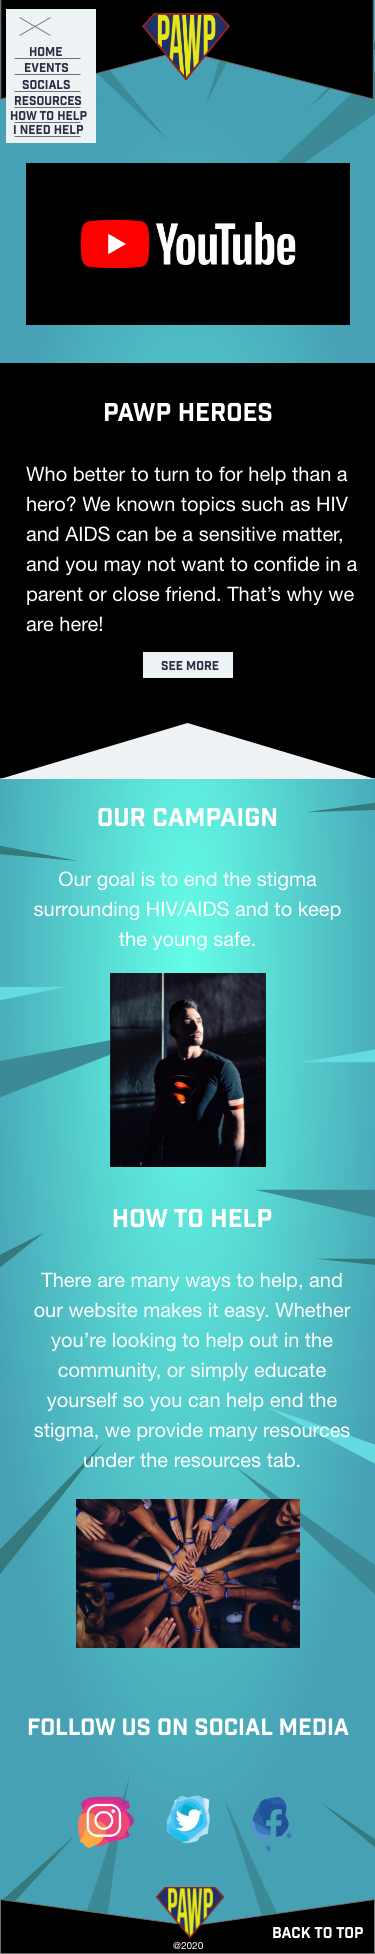 PAWP
HOME
EVENTS
SOCIALS
RESOURCES
HOW TO HELP
I NEED HELP
YouTube
PAWP HEROES
Who better to turn to for help than a
hero? We known topics such as HIV
and AIDS can be a sensitive matter,
and you may not want to confide in a
parent or close friend. That’s why we
are here!
SEE MORE
OUR CAMPAIGN
Our goal is to end the stigma
surrounding HIV/AIDS and to keep
the young safe.
HOW TO HELP
There are many ways to help, and
our website makes it easy. Whether
you’re looking to help out in the
community, or simply educate
yourself so you can help end the
stigma, we provide many resources
under the resources tab.
FOLLOW US ON SOCIAL MEDIA
PAWP
BACK TO TOP
@2020